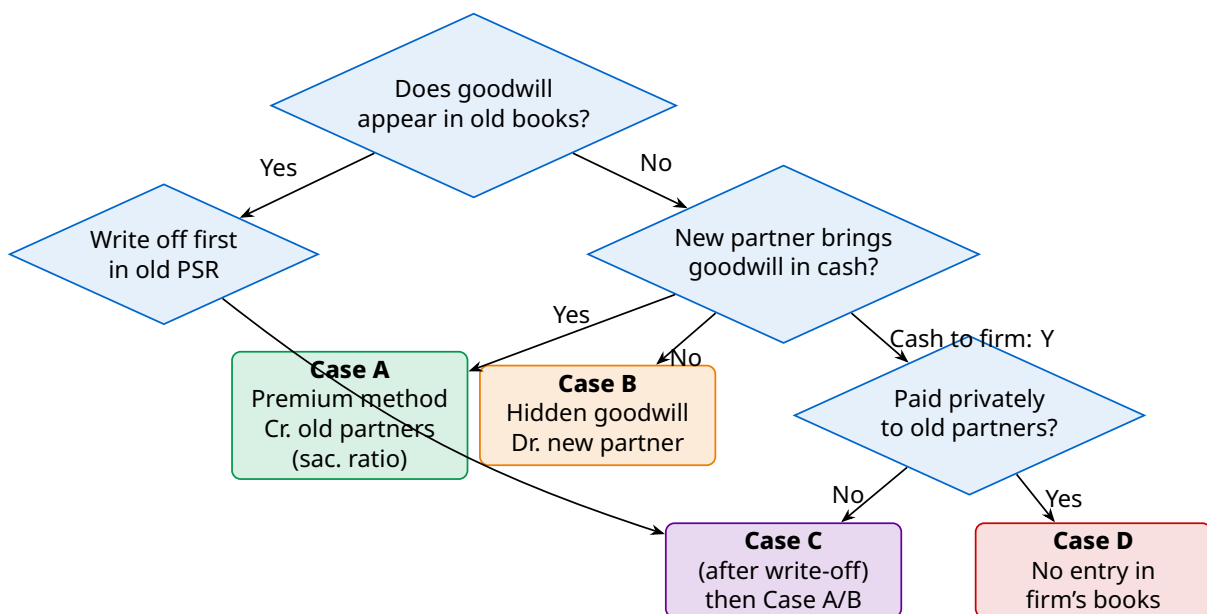 Does goodwill
appear in old books?
Yes
No
Write off first
in old PSR
New partner brings
goodwill in cash?
Yes
No
Cash to firm: Y
Case A
Premium method
Cr. old partners
(sac. ratio)
Case B
Hidden goodwill
Dr. new partner
Paid privately
to old partners?
No
Yes
Case C
(after write-off)
then Case A/B
Case D
No entry in
firm’s books